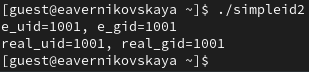 [guest@eavernikovskaya ~]$ ./simpleid2
e_uid=1001, e_gid=1001
real_uid=1001, real_gid=1001
[guest@eavernikovskaya ~]$